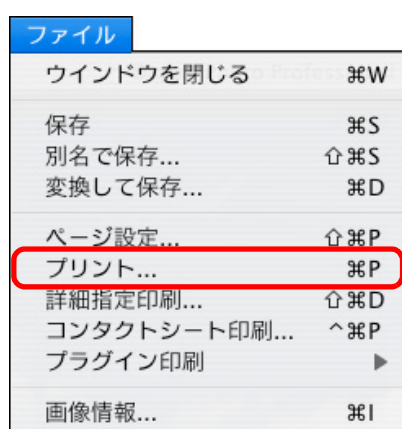 ファイル
ウインドウを閉じる ⌘W
保存 ⌘S
別名で保存... ⇧⌘S
変換して保存... ⌘D
ページ設定... ⇧⌘P
プリント... ⌘P
詳細指定印刷... ⇧⌘D
コンタクトシート印刷... ^⌘P
プラグイン印刷 ▶
画像情報... ⌘I